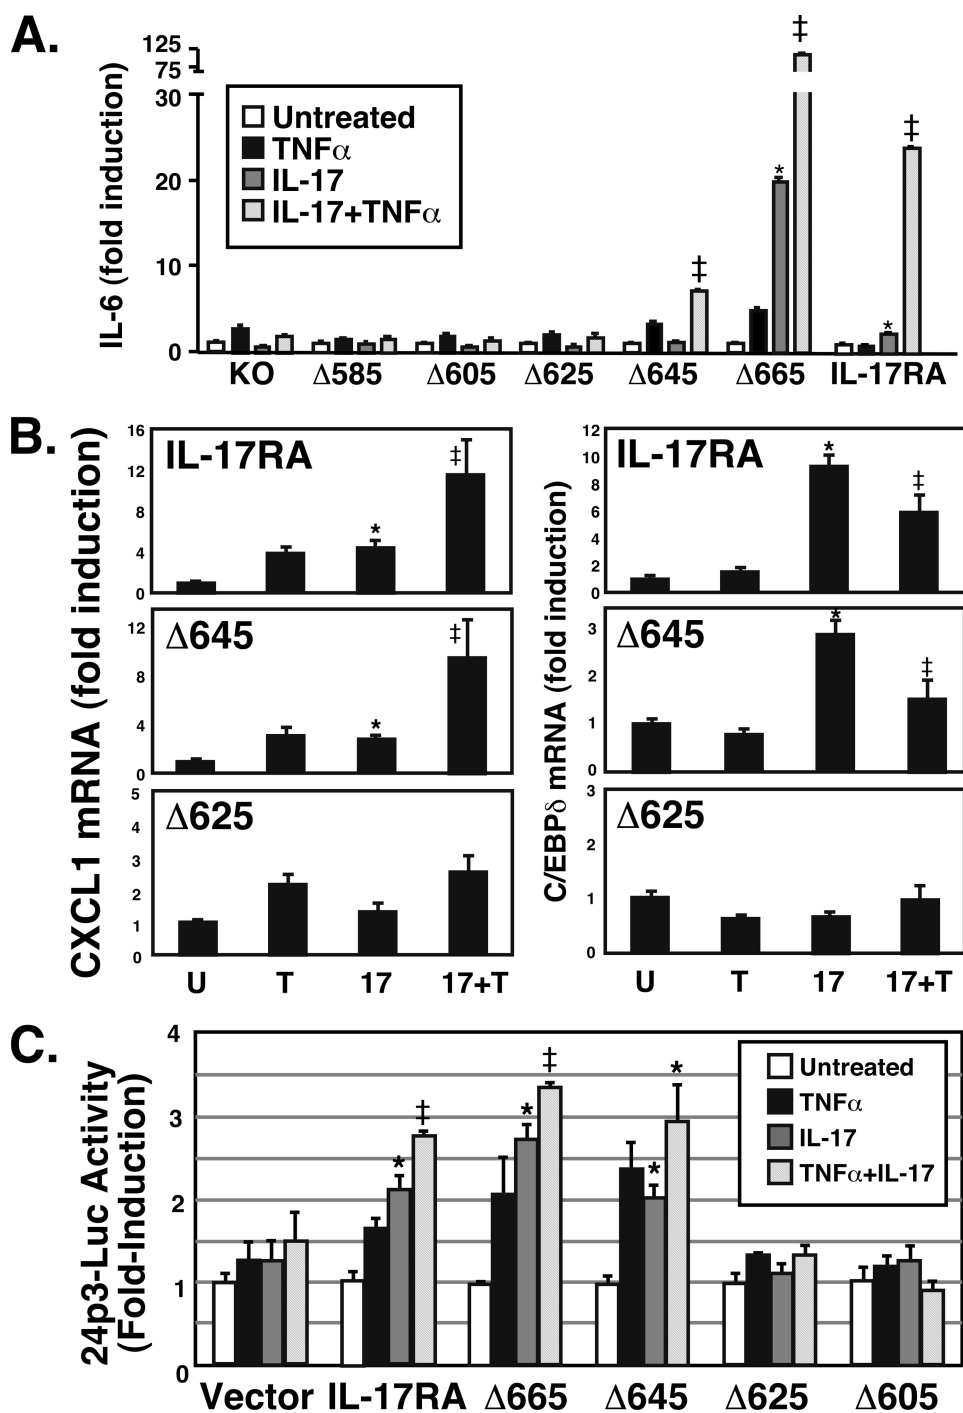 A.
IL-6 (fold induction)
125
75
30
20
10
0
Untreated
TNFα
IL-17
IL-17+TNFα
‡
*
‡
*
‡
KO Δ585 Δ605 Δ625 Δ645 Δ665 IL-17RA
B.
CXCL1 mRNA (fold induction)
16
12
8
4
0
IL-17RA
*
‡
12
8
4
0
Δ645
*
‡
5
4
3
2
1
0
Δ625
U T 17 17+T
C/EBPδ mRNA (fold induction)
12
10
8
6
4
2
0
IL-17RA
*
‡
3
2
1
0
Δ645
*
‡
3
2
1
0
Δ625
U T 17 17+T
C.
24p3-Luc Activity
(Fold-Induction)
4
3
2
1
0
*
‡
*
‡
*
*
Untreated
TNFα
IL-17
TNFα+IL-17
Vector IL-17RA Δ665 Δ645 Δ625 Δ605